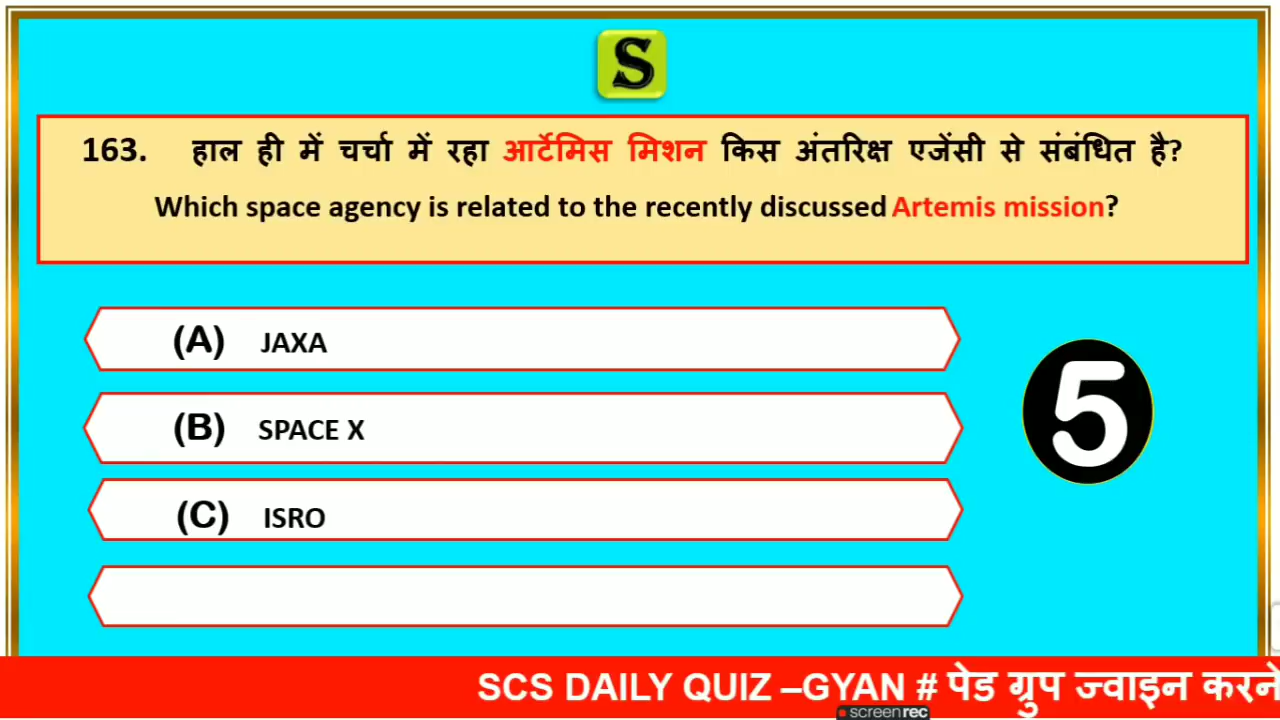 S
163. हाल ही में चर्चा में रहा आर्टेमिस मिशन किस अंतरिक्ष एजेंसी से संबंधित है?
Which space agency is related to the recently discussed Artemis mission?
(A) JAXA
(B) SPACE X
5
(C) ISRO
SCS DAILY QUIZ –GYAN # पेड ग्रुप ज्वाइन करने
screenrec